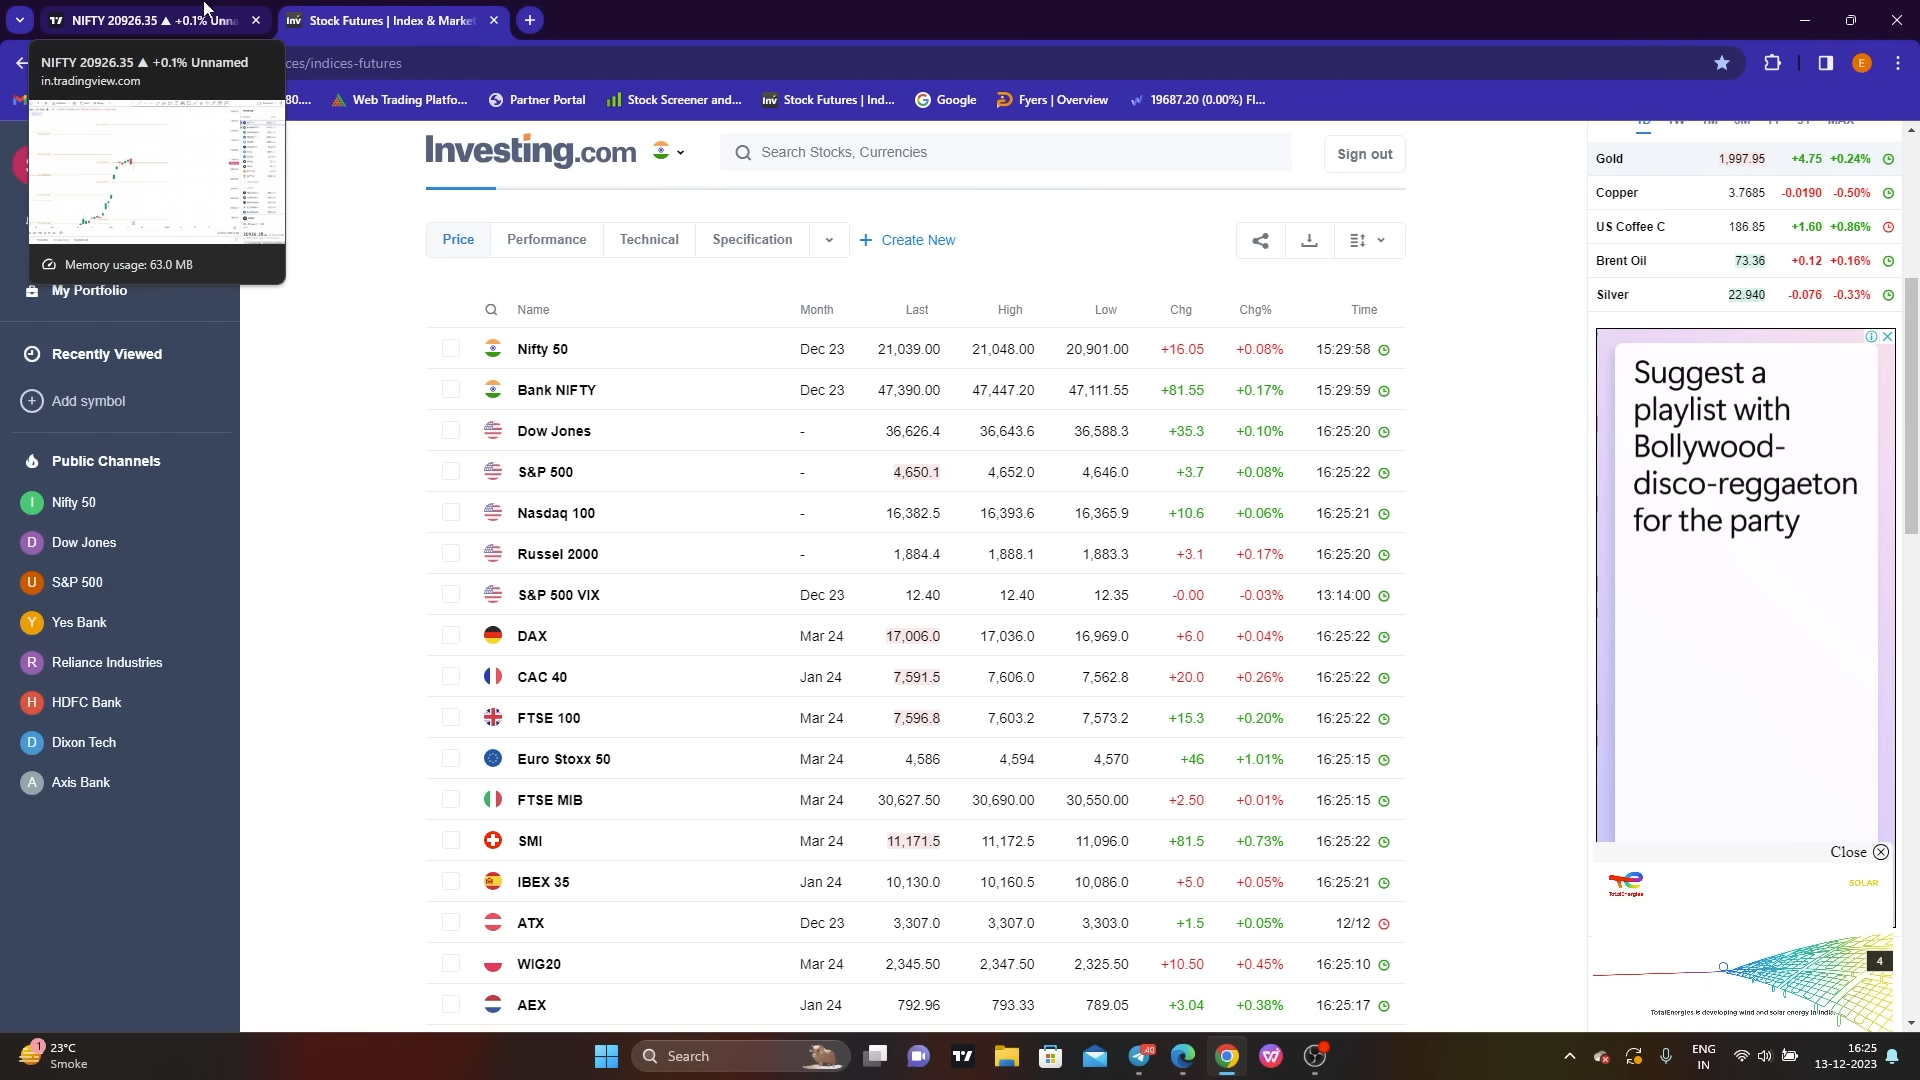 NIFTY 20926.35 ▲ +0.1% Unna
Stock Futures | Index & Market
NIFTY 20926.35 ▲ +0.1% Unnamed
in.tradingview.com
Memory usage: 63.0 MB
ces/indices-futures
E
80....
Web Trading Platfo...
Partner Portal
Stock Screener and...
Stock Futures | Ind...
Google
Fyers | Overview
19687.20 (0.00%) Fl...
Investing.com
Search Stocks, Currencies
Sign out
Price
Performance
Technical
Specification
+ Create New
My Portfolio
Recently Viewed
Add symbol
Public Channels
I Nifty 50
D Dow Jones
U S&P 500
Y Yes Bank
R Reliance Industries
H HDFC Bank
D Dixon Tech
A Axis Bank
Name Month Last High Low Chg Chg% Time
Nifty 50 Dec 23 21,039.00 21,048.00 20,901.00 +16.05 +0.08% 15:29:58
Bank NIFTY Dec 23 47,390.00 47,447.20 47,111.55 +81.55 +0.17% 15:29:59
Dow Jones - 36,626.4 36,643.6 36,588.3 +35.3 +0.10% 16:25:20
S&P 500 - 4,650.1 4,652.0 4,646.0 +3.7 +0.08% 16:25:22
Nasdaq 100 - 16,382.5 16,393.6 16,365.9 +10.6 +0.06% 16:25:21
Russel 2000 - 1,884.4 1,888.1 1,883.3 +3.1 +0.17% 16:25:20
S&P 500 VIX Dec 23 12.40 12.40 12.35 -0.00 -0.03% 13:14:00
DAX Mar 24 17,006.0 17,036.0 16,969.0 +6.0 +0.04% 16:25:22
CAC 40 Jan 24 7,591.5 7,606.0 7,562.8 +20.0 +0.26% 16:25:22
FTSE 100 Mar 24 7,596.8 7,603.2 7,573.2 +15.3 +0.20% 16:25:22
Euro Stoxx 50 Mar 24 4,586 4,594 4,570 +46 +1.01% 16:25:15
FTSE MIB Mar 24 30,627.50 30,690.00 30,550.00 +2.50 +0.01% 16:25:15
SMI Mar 24 11,171.5 11,172.5 11,096.0 +81.5 +0.73% 16:25:22
IBEX 35 Jan 24 10,130.0 10,160.5 10,086.0 +5.0 +0.05% 16:25:21
ATX Dec 23 3,307.0 3,307.0 3,303.0 +1.5 +0.05% 12/12
WIG20 Mar 24 2,345.50 2,347.50 2,325.50 +10.50 +0.45% 16:25:10
AEX Jan 24 792.96 793.33 789.05 +3.04 +0.38% 16:25:17
Gold 1,997.95 +4.75 +0.24%
Copper 3.7685 -0.0190 -0.50%
US Coffee C 186.85 +1.60 +0.86%
Brent Oil 73.36 +0.12 +0.16%
Silver 22.940 -0.076 -0.33%
Suggest a
playlist with
Bollywood-
disco-reggaeton
for the party
Close
TotalEnergies
SOLAR
4
TotalEnergies is developing wind and solar energy in India.
1
23°C
Smoke
Search
40
ENG
IN
16:25
13-12-2023